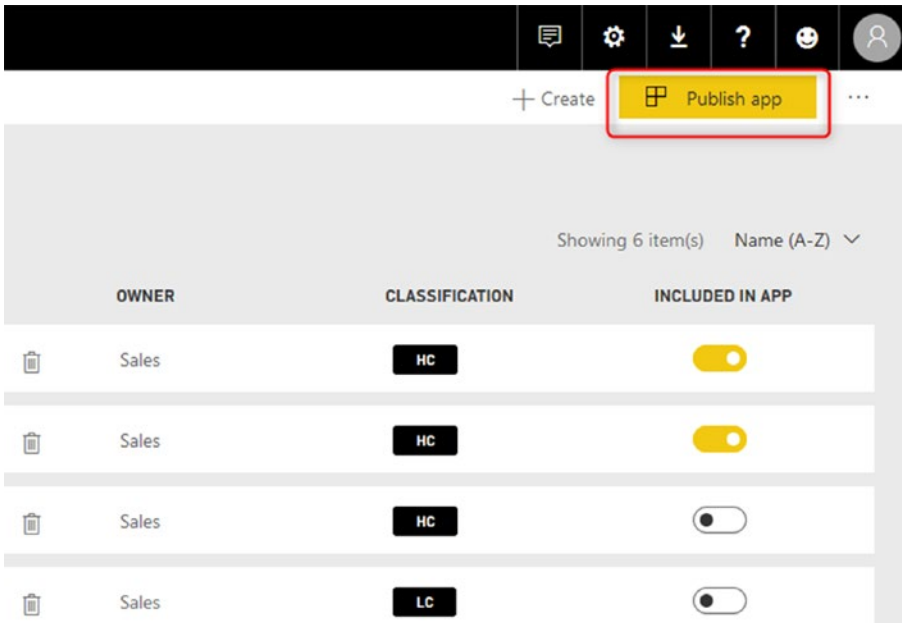 ?
+ Create Publish app ...
Showing 6 item(s) Name (A-Z)
OWNER CLASSIFICATION INCLUDED IN APP
Sales HC
Sales HC
Sales HC
Sales LC